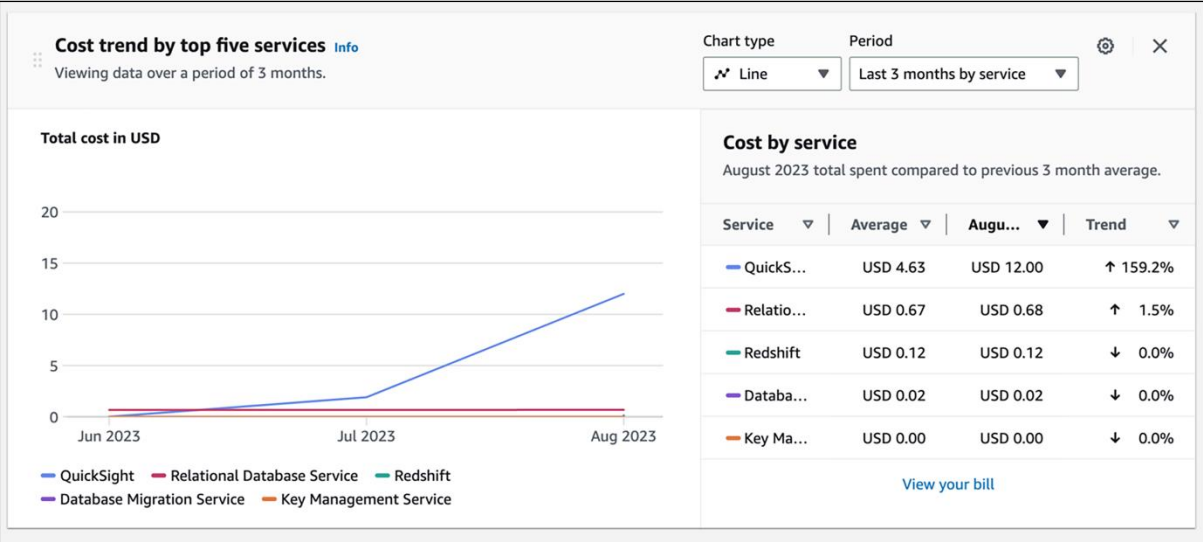 Cost trend by top five services Info
Viewing data over a period of 3 months.
Chart type
Line
Period
Last 3 months by service
Total cost in USD
20
15
10
5
0
Jun 2023
Jul 2023
Aug 2023
QuickSight
Relational Database Service
Redshift
Database Migration Service
Key Management Service
Cost by service
August 2023 total spent compared to previous 3 month average.
Service Average Augu... Trend
QuickS... USD 4.63 USD 12.00 ↑ 159.2%
Relatio... USD 0.67 USD 0.68 ↑ 1.5%
Redshift USD 0.12 USD 0.12 ↓ 0.0%
Databa... USD 0.02 USD 0.02 ↓ 0.0%
Key Ma... USD 0.00 USD 0.00 ↓ 0.0%
View your bill